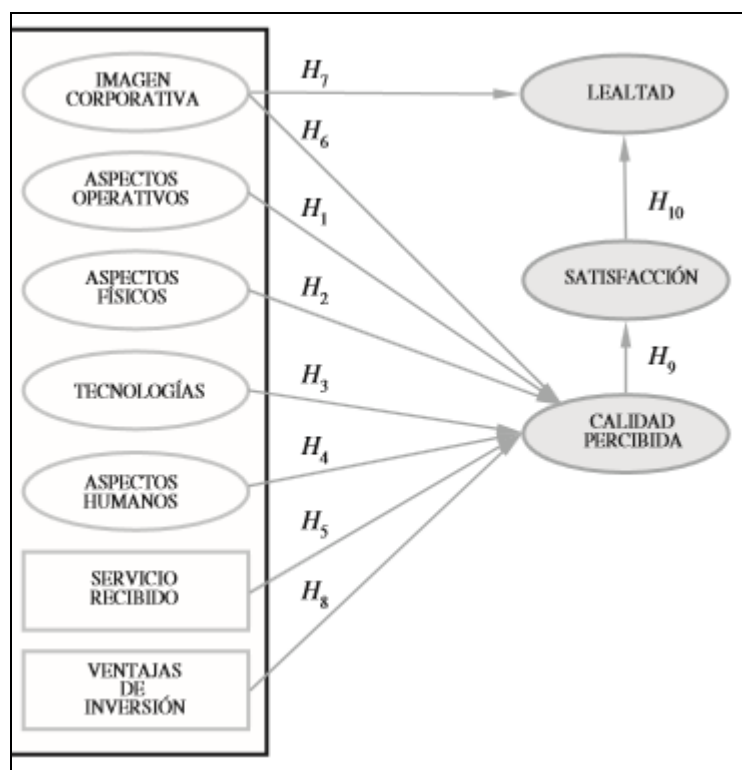 IMAGEN
CORPORATIVA
ASPECTOS
OPERATIVOS
ASPECTOS
FÍSICOS
TECNOLOGÍAS
ASPECTOS
HUMANOS
SERVICIO
RECIBIDO
VENTAJAS
DE
INVERSIÓN
H7
H6
H1
H2
H3
H4
H5
H8
LEALTAD
H10
SATISFACCIÓN
H9
CALIDAD
PERCIBIDA